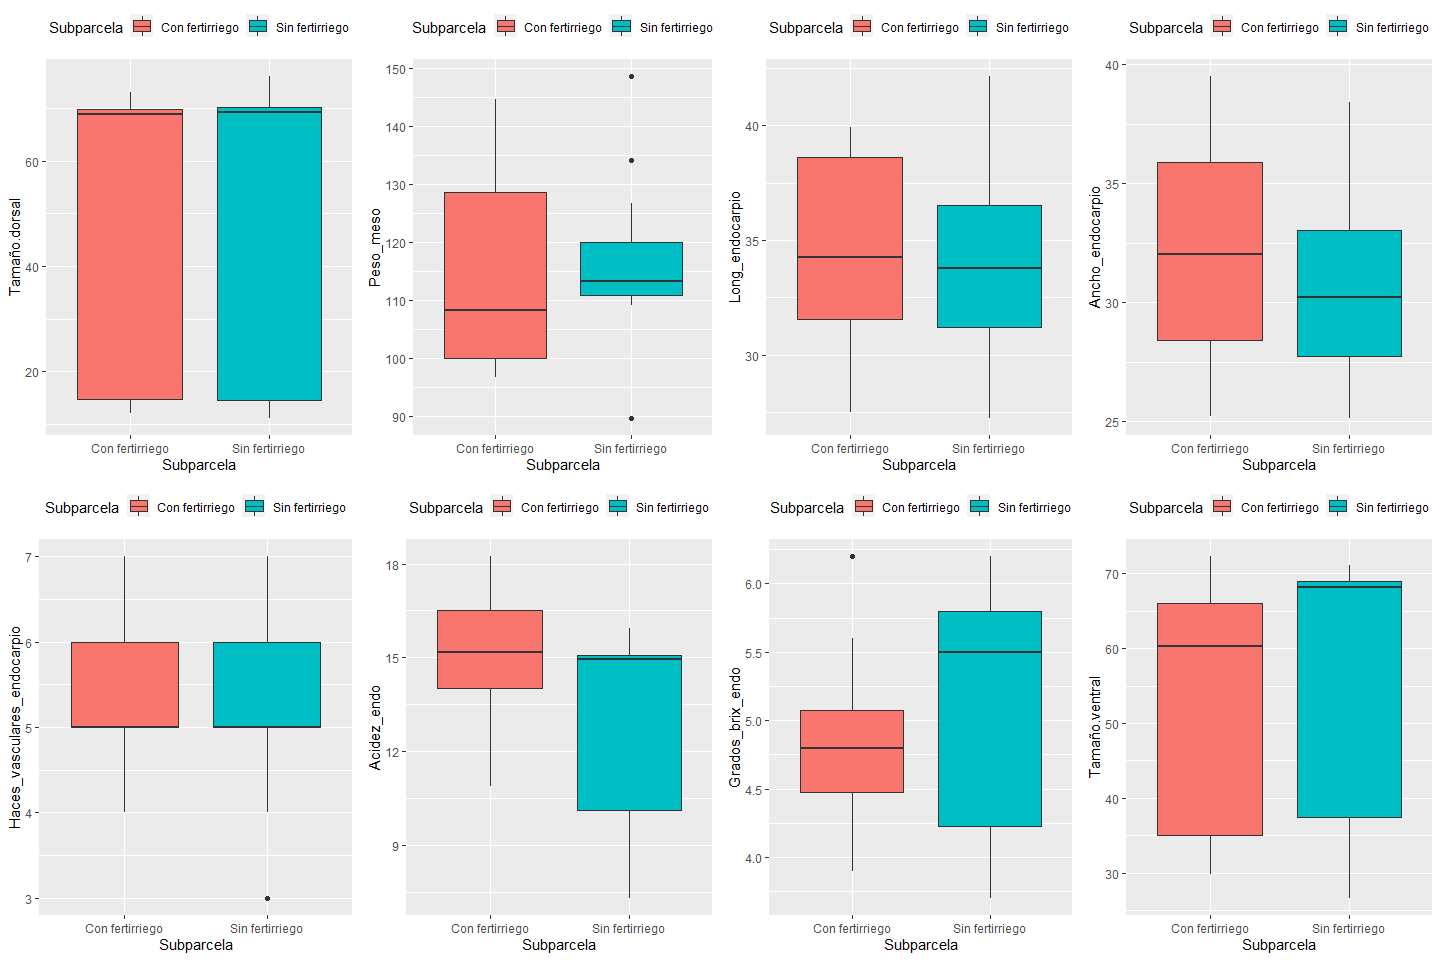 Subparcela Con fertirriego Sin fertirriego
Tamaño.dorsal
60
40
20
Con fertirriego Sin fertirriego
Subparcela
Subparcela Con fertirriego Sin fertirriego
Peso_meso
150
140
130
120
110
100
90
Con fertirriego Sin fertirriego
Subparcela
Subparcela Con fertirriego Sin fertirriego
Long_endocarpio
40
35
30
Con fertirriego Sin fertirriego
Subparcela
Subparcela Con fertirriego Sin fertirriego
Ancho_endocarpio
40
35
30
25
Con fertirriego Sin fertirriego
Subparcela
Subparcela Con fertirriego Sin fertirriego
Haces_vasculares_endocarpio
7
6
5
4
3
Con fertirriego Sin fertirriego
Subparcela
Subparcela Con fertirriego Sin fertirriego
Acidez_endo
18
15
12
9
Con fertirriego Sin fertirriego
Subparcela
Subparcela Con fertirriego Sin fertirriego
Grados_brix_endo
6.0
5.5
5.0
4.5
4.0
Con fertirriego Sin fertirriego
Subparcela
Subparcela Con fertirriego Sin fertirriego
Tamaño.ventral
70
60
50
40
30
Con fertirriego Sin fertirriego
Subparcela